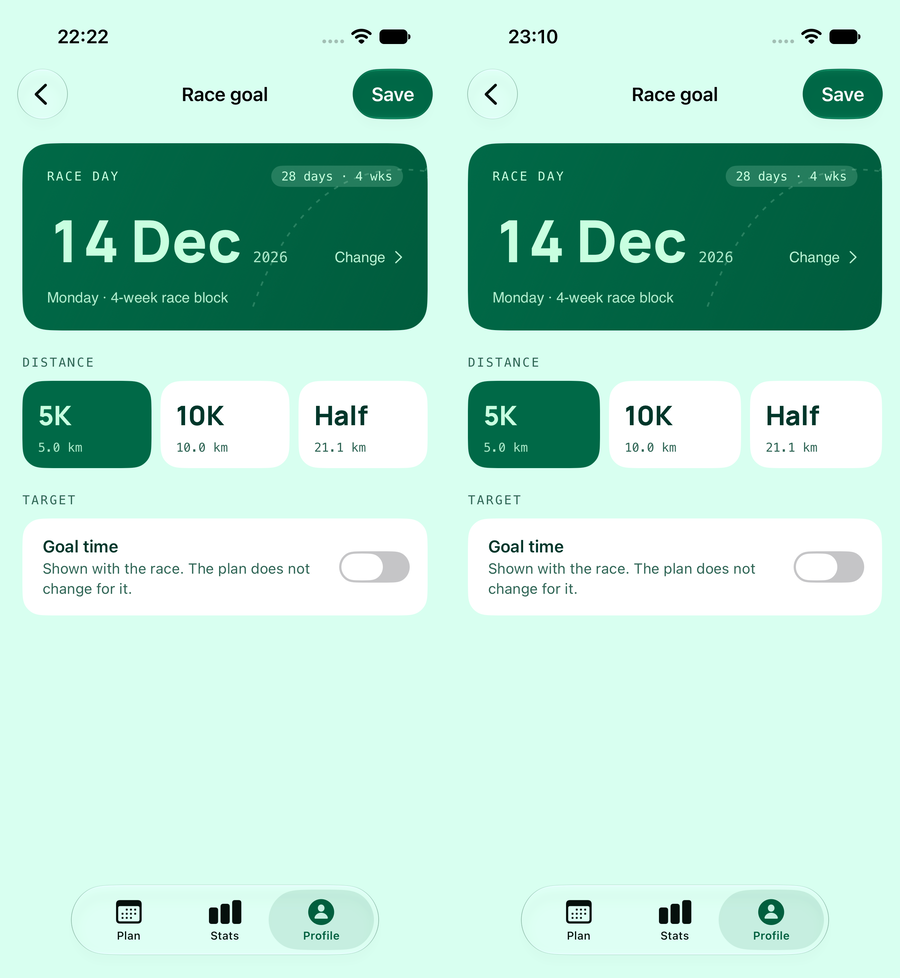 22:22
Race goal
Save
RACE DAY
28 days · 4 wks
14 Dec 2026
Change
Monday · 4-week race block
DISTANCE
5K
5.0 km
10K
10.0 km
Half
21.1 km
TARGET
Goal time
Shown with the race. The plan does not
change for it.
Plan
Stats
Profile
23:10
Race goal
Save
RACE DAY
28 days · 4 wks
14 Dec 2026
Change
Monday · 4-week race block
DISTANCE
5K
5.0 km
10K
10.0 km
Half
21.1 km
TARGET
Goal time
Shown with the race. The plan does not
change for it.
Plan
Stats
Profile